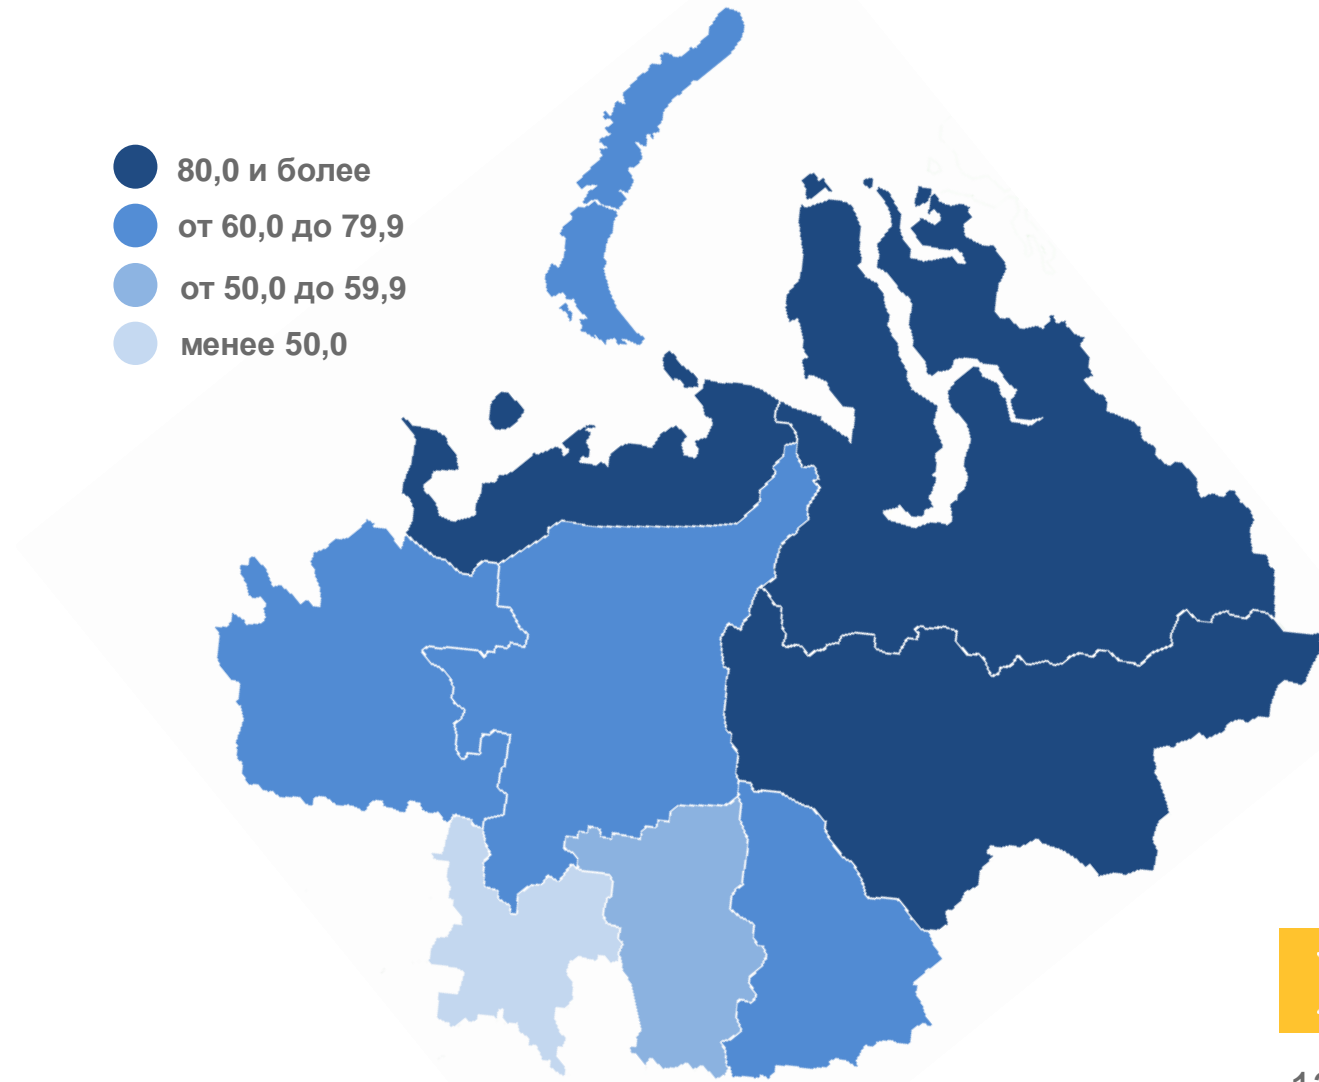 80,0 и более
от 60,0 до 79,9
от 50,0 до 59,9
менее 50,0